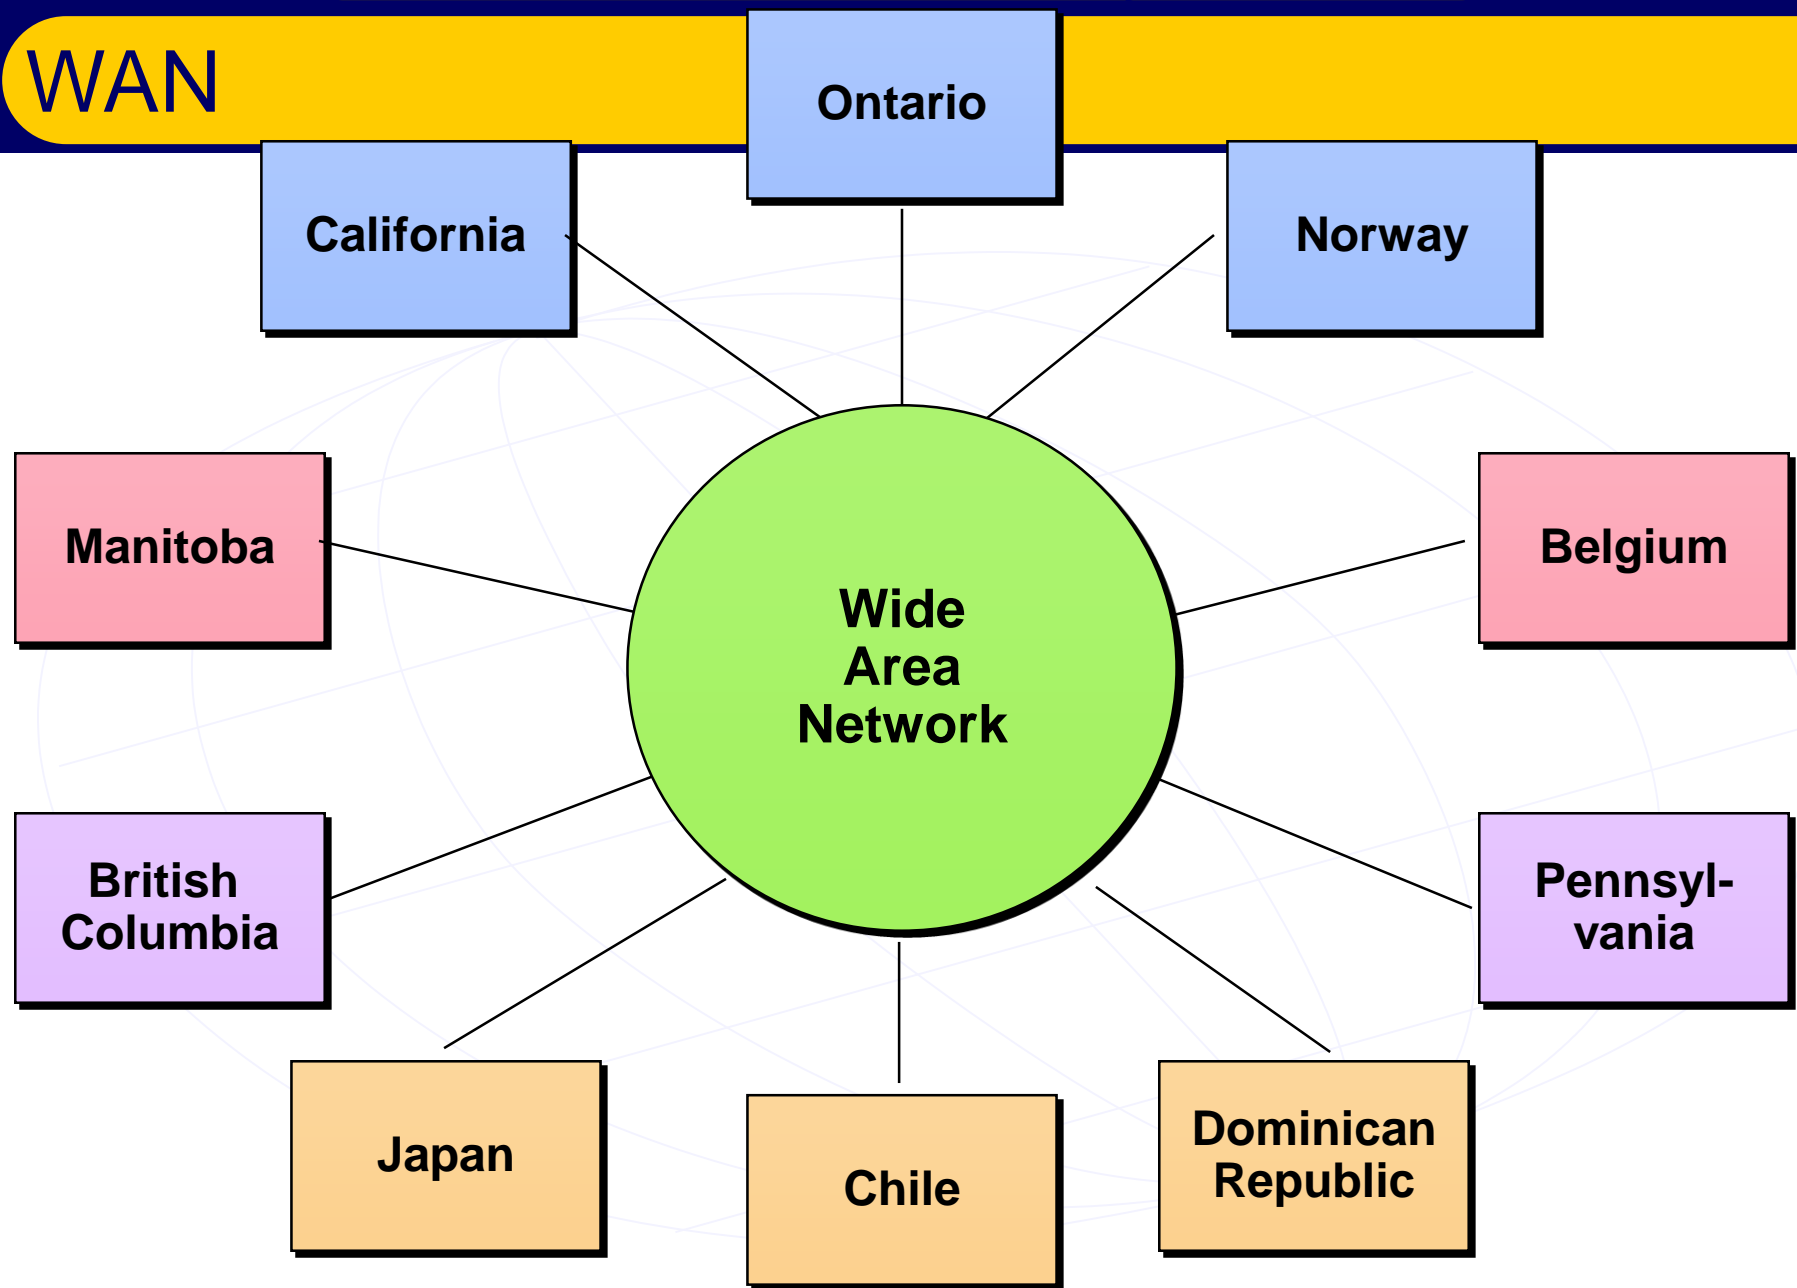 WAN
Ontario
California
Norway
Manitoba
Belgium
Wide
Area
Network
British
Columbia
Pennsyl-
vania
Japan
Chile
Dominican
Republic